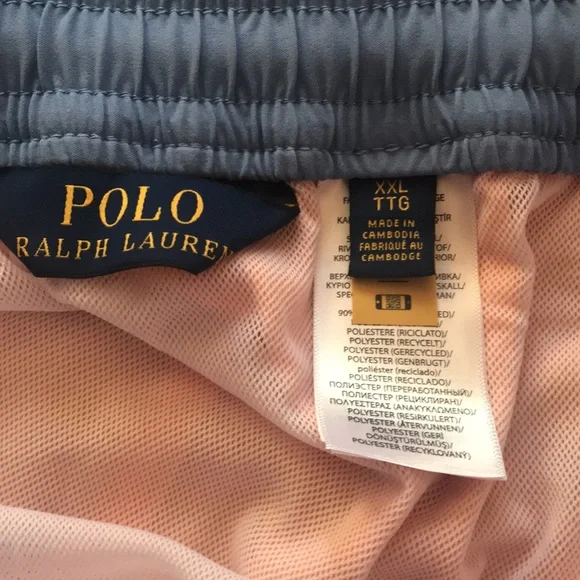 POLO
RALPH LAUREN
XXL
TTG
MADE IN
CAMBODIA
FABRIQUÉ AU
CAMBODGE
POLIESTERE (RICICLATO)/
POLYESTER (RECYCELT)/
POLYESTER (GERECYCLED)/
POLYESTER (GENBRUGT)/
poliéster (reciclado)/
POLIÉSTER (RECICLADO)/
ПОЛИЭСТЕР (ПЕРЕРАБОТАННЫЙ)/
ПОЛИЕСТЕР (РЕЦИКЛИРАН)/
ΠΟΛΥΕΣΤΕΡΑΣ (ΑΝΑΚΥΚΛΩΜΕΝΟ)/
POLYESTER (RESIRKULERT)/
POLYESTER (ÅTERVUNNEN)/
POLYESTER (GERİ
DÖNÜŞTÜRÜLMÜŞ)/
POLYESTER (RECYKLOVANÝ)